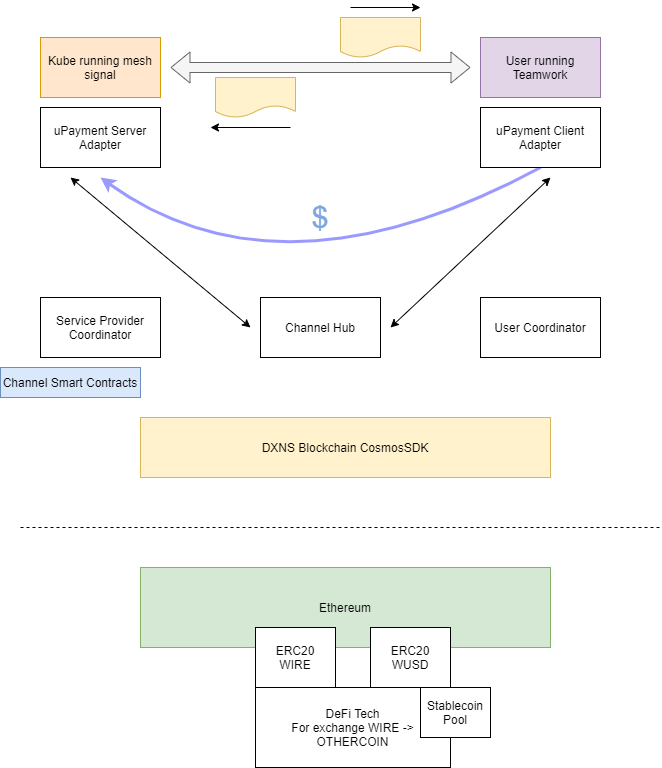 Kube running mesh
signal
User running
Teamwork
uPayment Server
Adapter
uPayment Client
Adapter
$
Service Provider
Coordinator
Channel Hub
User Coordinator
Channel Smart Contracts
DXNS Blockchain CosmosSDK
Ethereum
ERC20
WIRE
ERC20
WUSD
DeFi Tech
For exchange WIRE ->
OTHERCOIN
Stablecoin
Pool